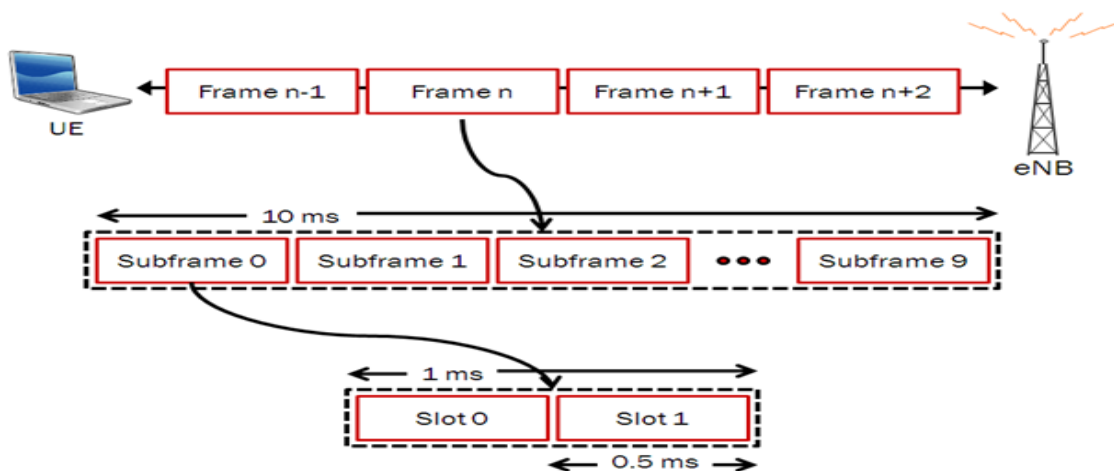 Frame n-1
Frame n
Frame n+1
Frame n+2
UE
eNB
10 ms
Subframe 0
Subframe 1
Subframe 2
Subframe 9
1 ms
Slot 0
Slot 1
0.5 ms